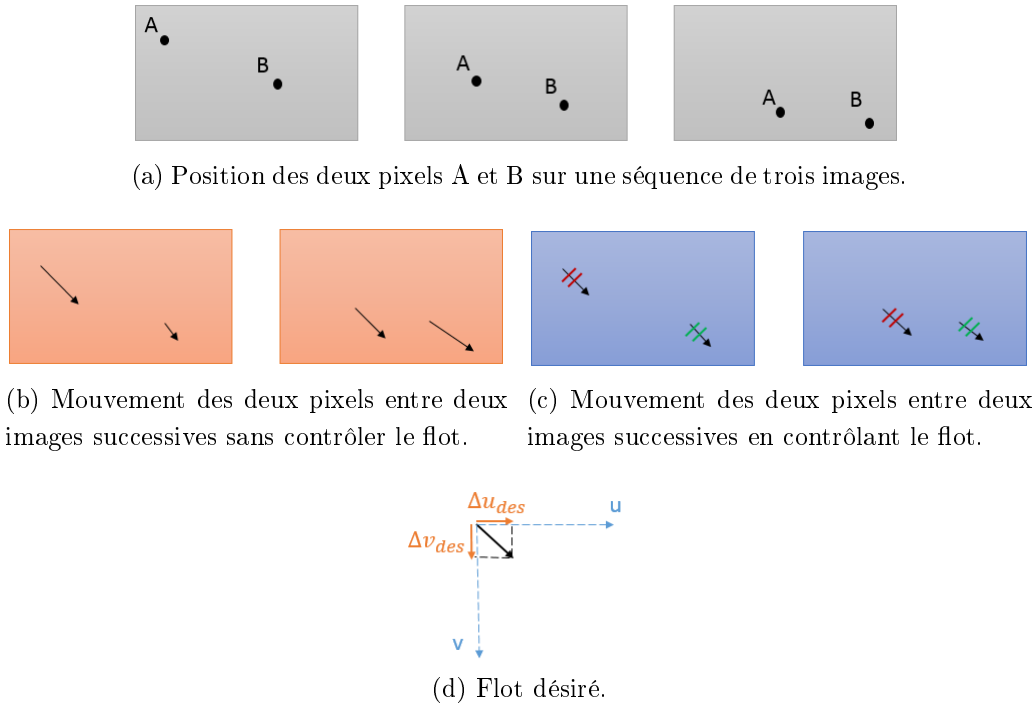 A
B
A
B
A
B
(a) Position des deux pixels A et B sur une séquence de trois images.
(b) Mouvement des deux pixels entre deux
images successives sans contrôler le flot.
(c) Mouvement des deux pixels entre deux
images successives en contrôlant le flot.
Δu_des
u
Δv_des
v
(d) Flot désiré.